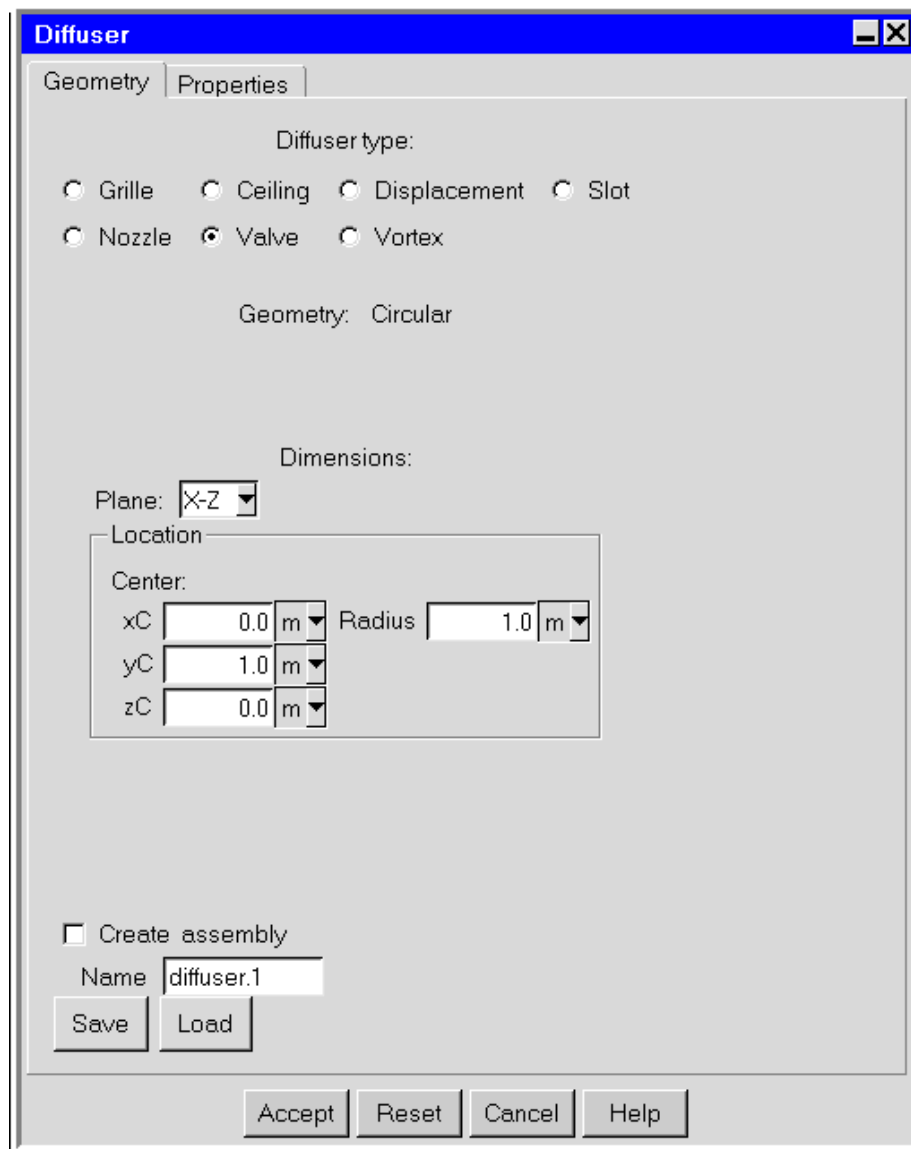 Diffuser
Geometry Properties
Diffuser type:
Grille Ceiling Displacement Slot
Nozzle Valve Vortex
Geometry: Circular
Dimensions:
Plane: X-Z
Location
Center:
xC 0.0 m Radius 1.0 m
yC 1.0 m
zC 0.0 m
Create assembly
Name diffuser.1
Save Load
Accept Reset Cancel Help